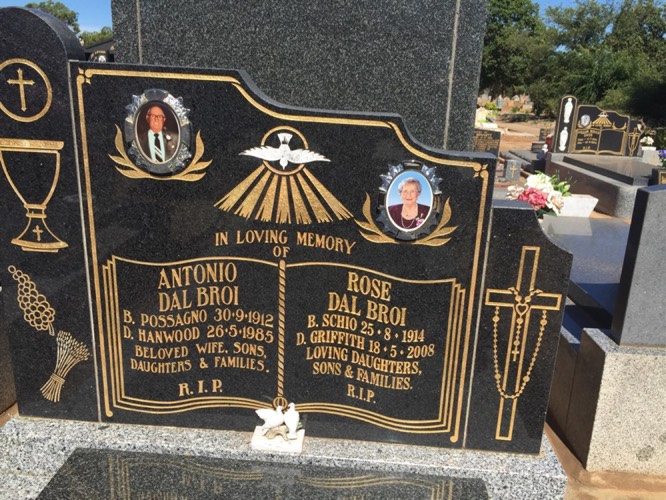 IN LOVING MEMORY
OF
ANTONIO
DAL BROI
B. POSSAGNO 30·9·1912
D. HANWOOD 26·5·1985
BELOVED WIFE, SONS,
DAUGHTERS & FAMILIES.
R.I.P.
ROSE
DAL BROI
B. SCHIO 25·8·1914
D. GRIFFITH 18·5·2008
LOVING DAUGHTERS,
SONS & FAMILIES.
R.I.P.